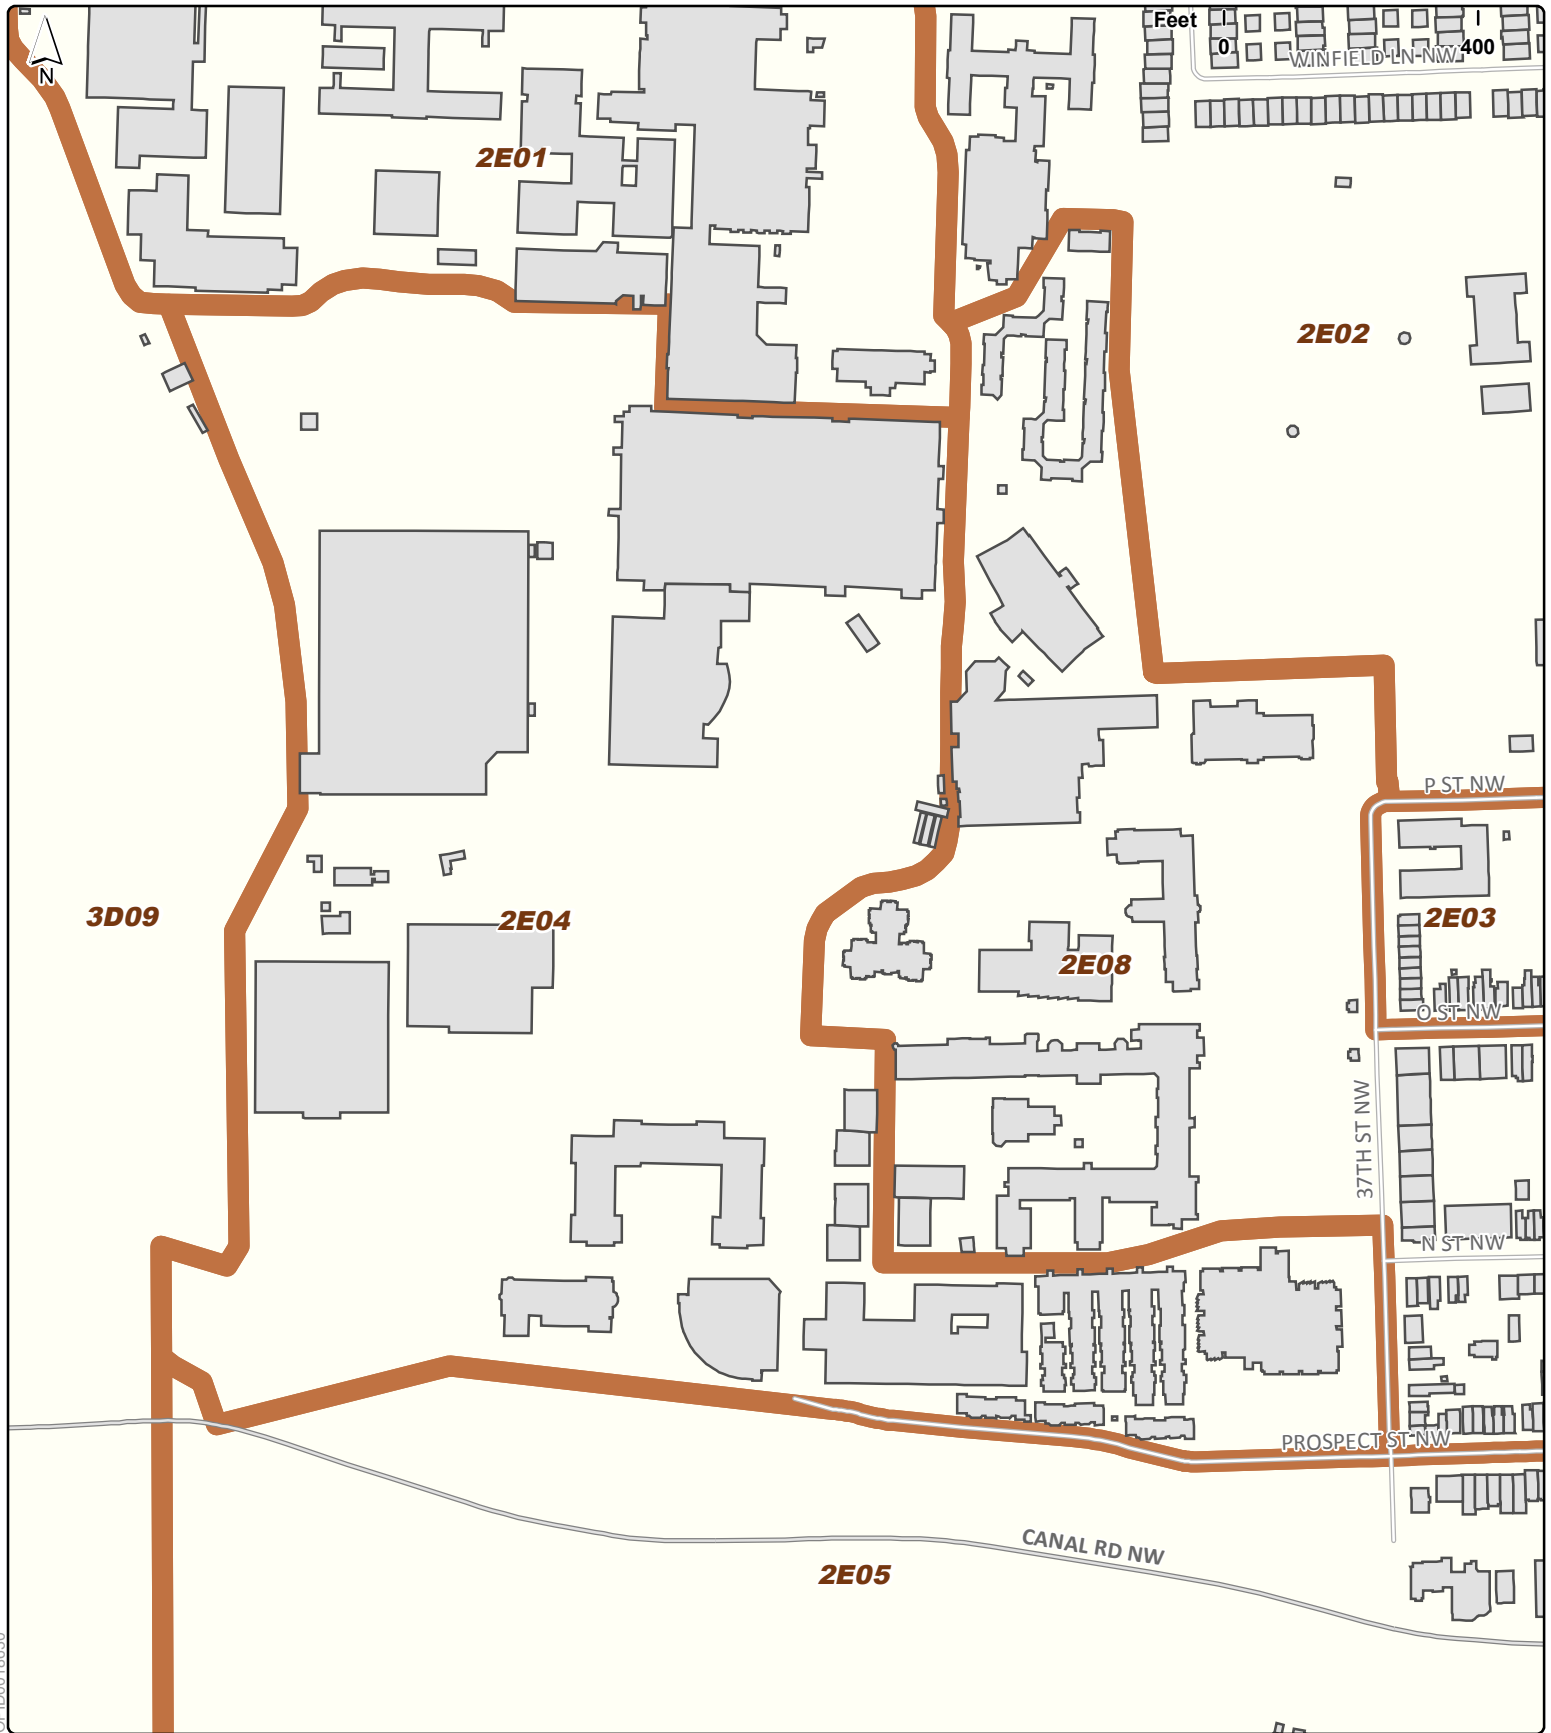 Feet
0
400
N
WINFIELD LN NW
2E01
2E02
P ST NW
3D09
2E04
2E03
2E08
O ST NW
37TH ST NW
N ST NW
PROSPECT ST NW
CANAL RD NW
2E05